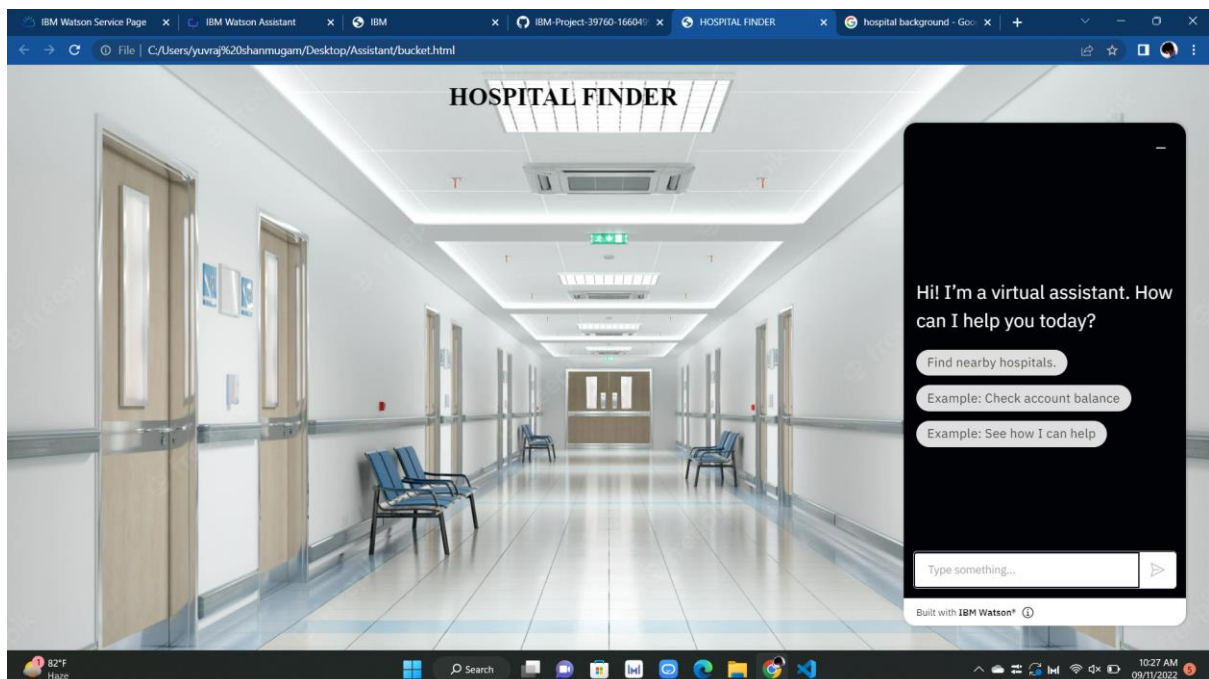 IBM Watson Service Page
IBM Watson Assistant
IBM
IBM-Project-39760-166049
HOSPITAL FINDER
hospital background - Goo
File
C:/Users/yuvraj%20shanmugam/Desktop/Assistant/bucket.html
HOSPITAL FINDER
Hi! I’m a virtual assistant. How
can I help you today?
Find nearby hospitals.
Example: Check account balance
Example: See how I can help
Type something...
Built with IBM Watson®
1
82°F
Haze
Search
10:27 AM
09/11/2022
5